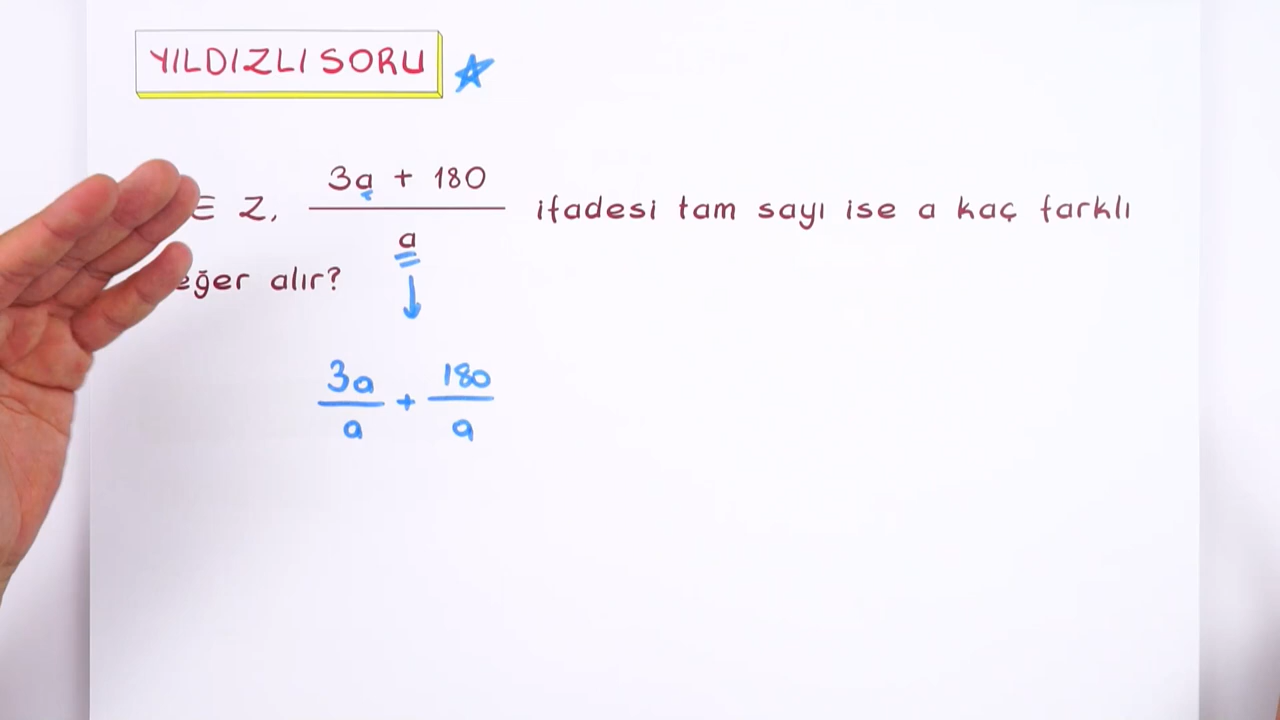 YILDIZLI SORU
∈ Z, (3a + 180)/a ifadesi tam sayı ise a kaç farklı
eğer alır?
3a/a + 180/a